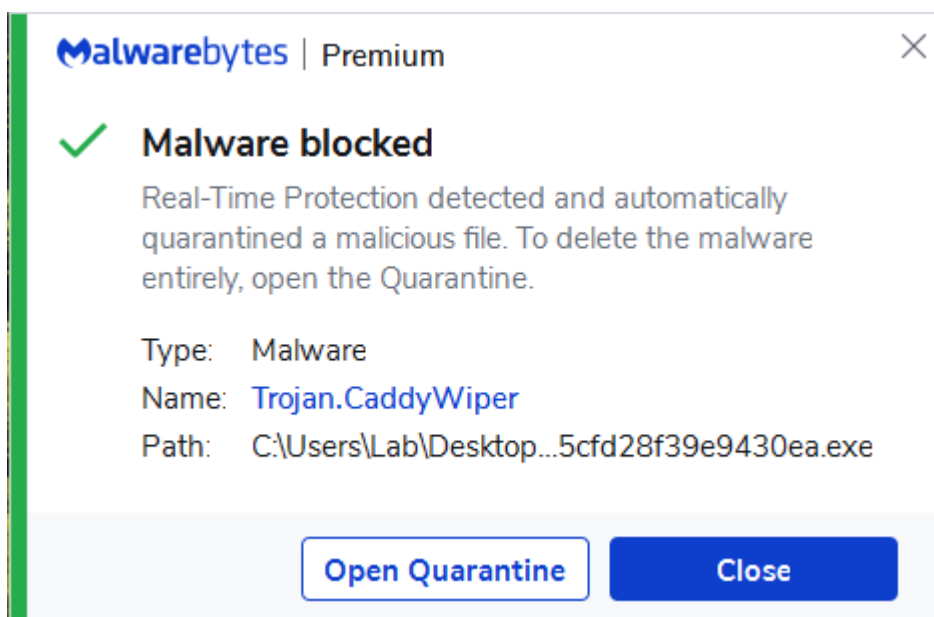 Malwarebytes | Premium
Malware blocked
Real-Time Protection detected and automatically
quarantined a malicious file. To delete the malware
entirely, open the Quarantine.
Type: Malware
Name: Trojan.CaddyWiper
Path: C:\Users\Lab\Desktop...5cfd28f39e9430ea.exe
Open Quarantine Close